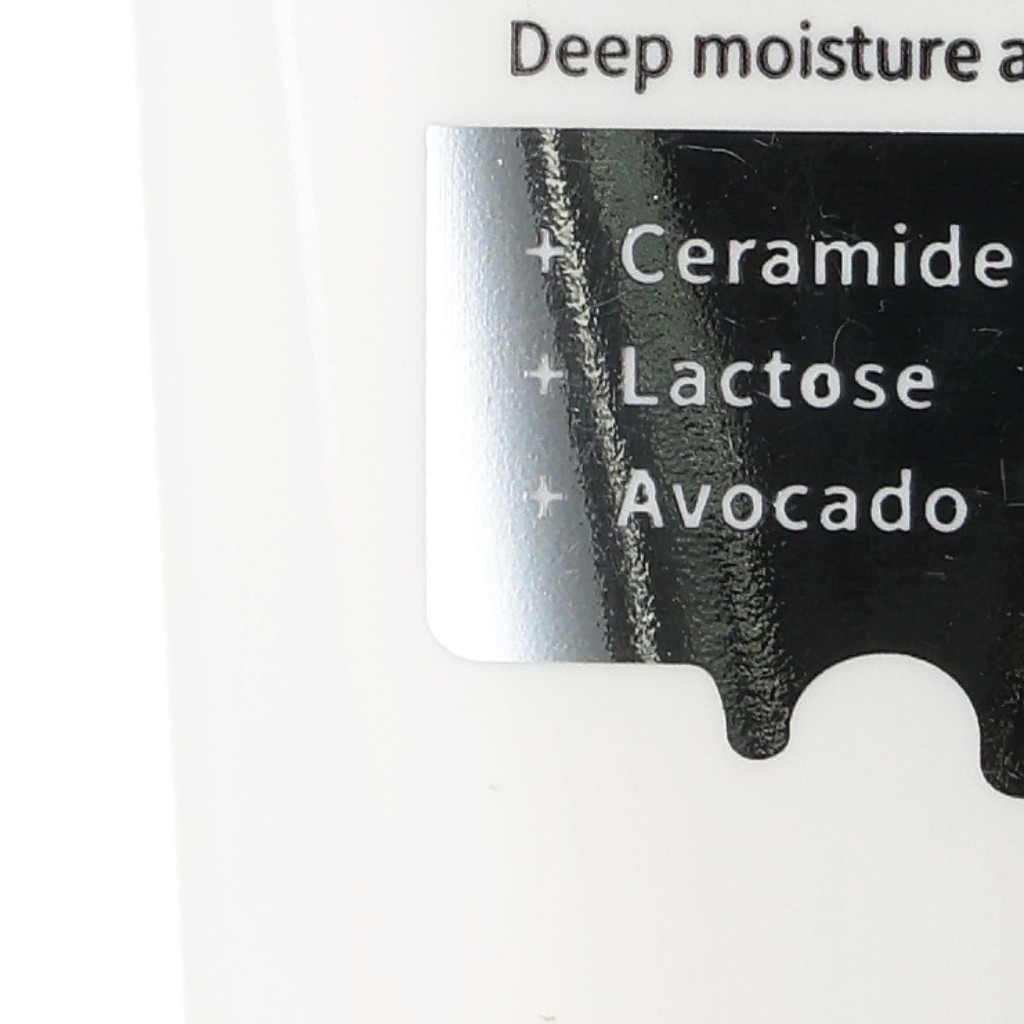 Deep moisture a
+ Ceramide
+ Lactose
+ Avocado